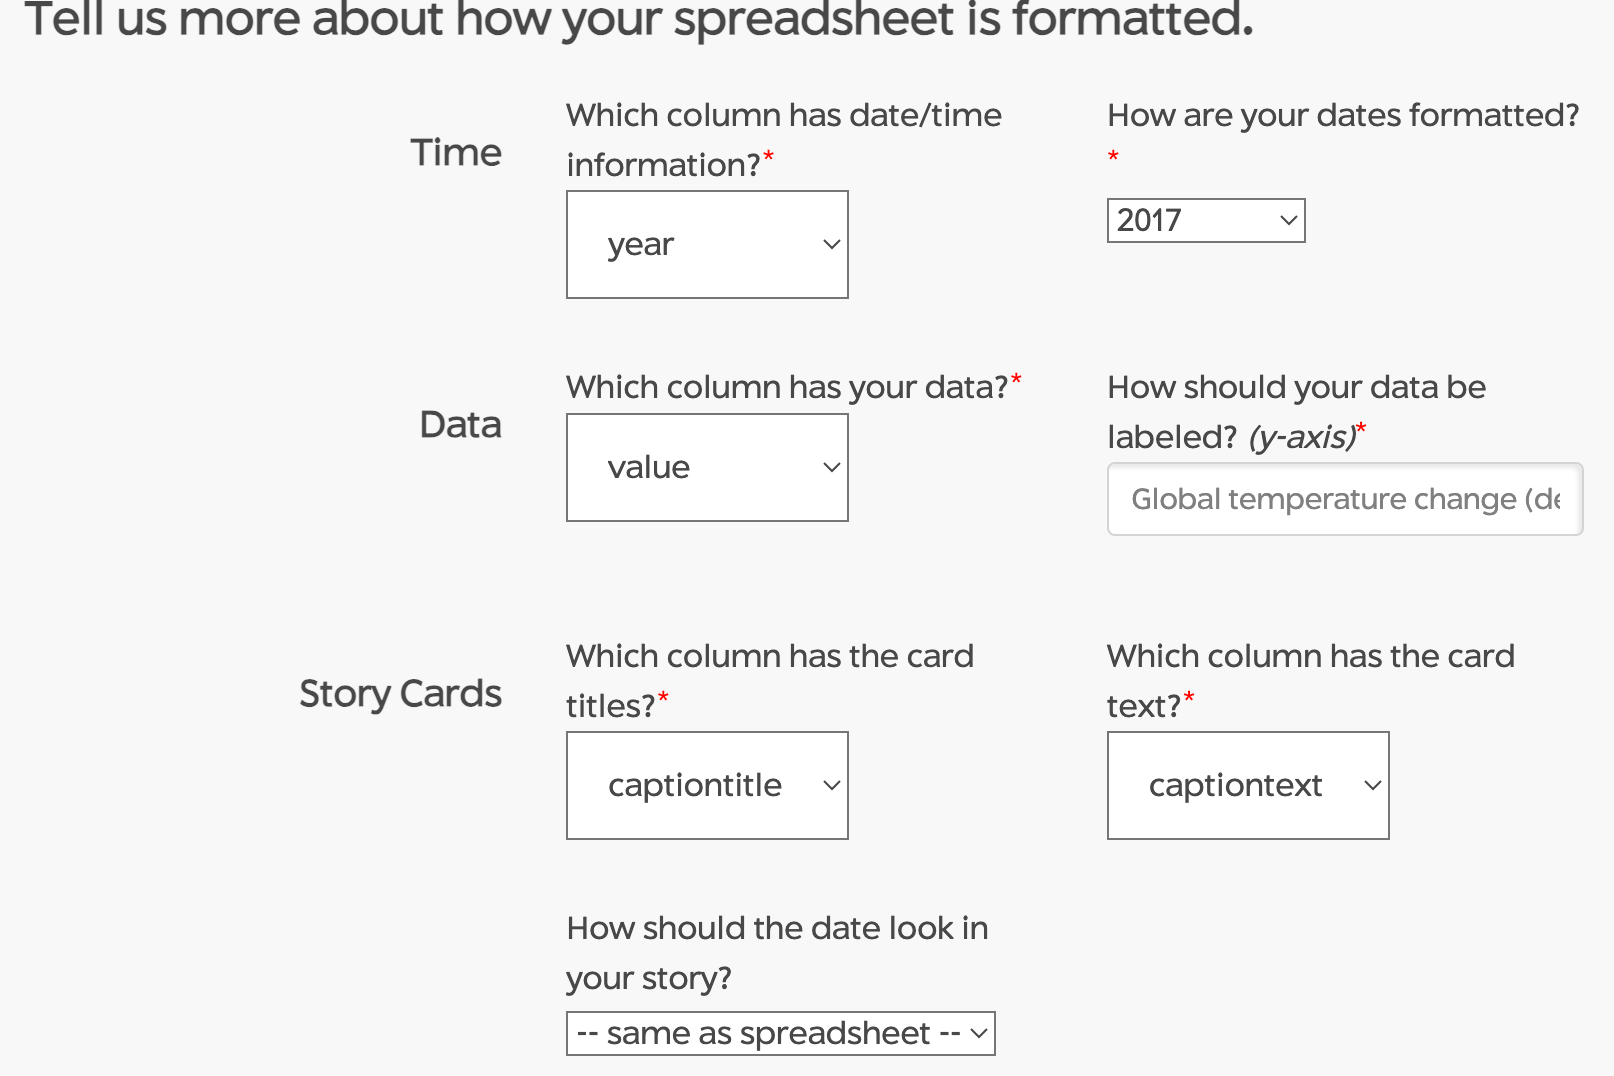 Tell us more about how your spreadsheet is formatted.
Time
Which column has date/time
information?*
year
How are your dates formatted?
*
2017
Data
Which column has your data?*
value
How should your data be
labeled? (y-axis)*
Global temperature change (de
Story Cards
Which column has the card
titles?*
captiontitle
Which column has the card
text?*
captiontext
How should the date look in
your story?
-- same as spreadsheet --